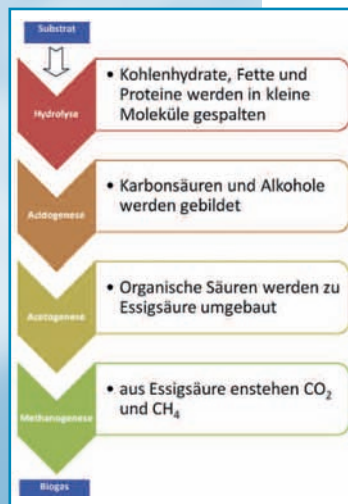 Substrat
Hydrolyse
• Kohlenhydrate, Fette und
Proteine werden in kleine
Moleküle gespalten
Acidogenese
• Karbonsäuren und Alkohole
werden gebildet
Acetogenese
• Organische Säuren werden zu
Essigsäure umgebaut
Methanogenese
• aus Essigsäure enstehen CO₂
und CH₄
Biogas